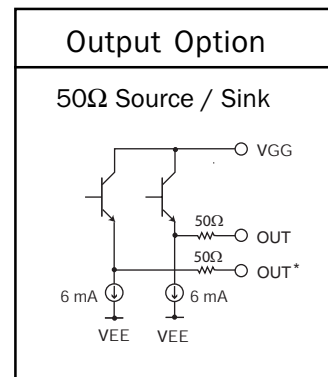 Output Option
50Ω Source / Sink
VGG
50Ω
OUT
50Ω
OUT*
6 mA
6 mA
VEE
VEE